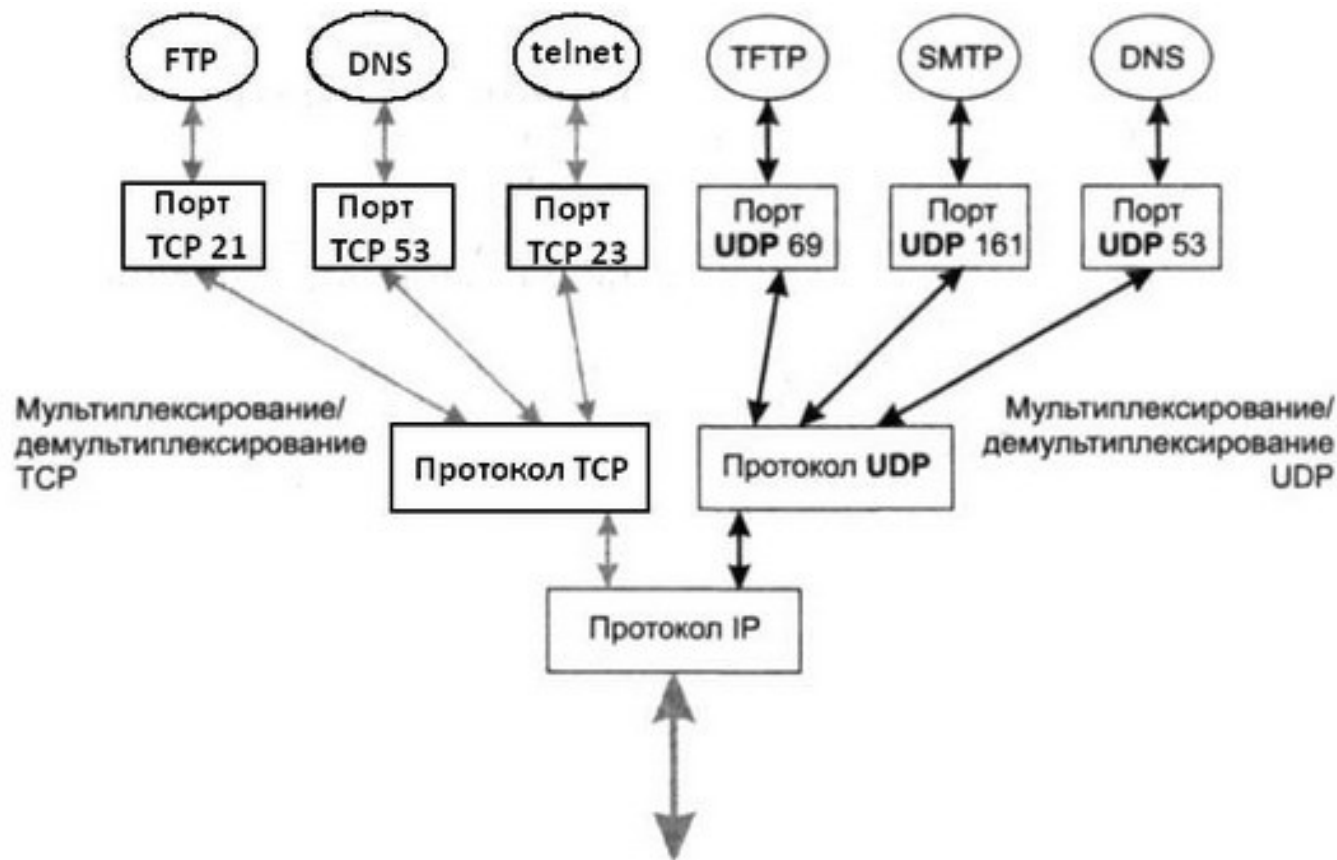 FTP
DNS
telnet
TFTP
SMTP
DNS
Порт
TCP 21
Порт
TCP 53
Порт
TCP 23
Порт
UDP 69
Порт
UDP 161
Порт
UDP 53
Мультиплексирование/
демультиплексирование
TCP
Протокол TCP
Протокол UDP
Мультиплексирование/
демультиплексирование
UDP
Протокол IP